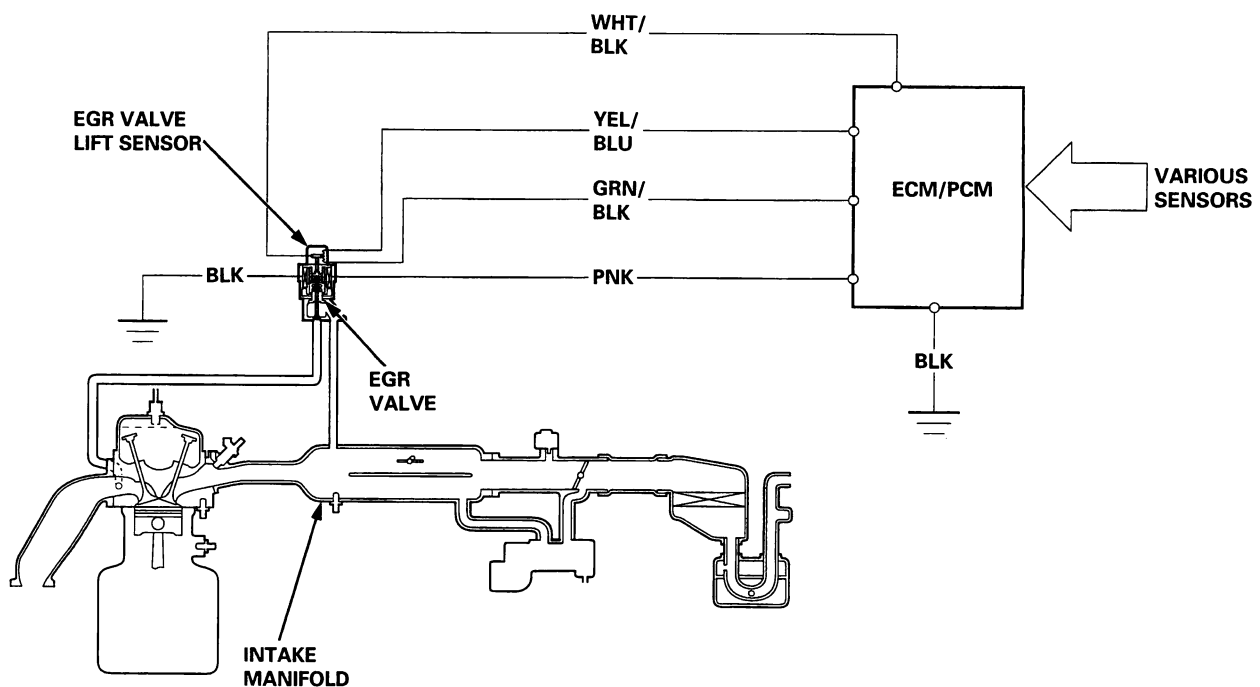 WHT/
BLK
EGR VALVE
LIFT SENSOR
YEL/
BLU
GRN/
BLK
ECM/PCM
VARIOUS
SENSORS
BLK
PNK
BLK
EGR
VALVE
INTAKE
MANIFOLD